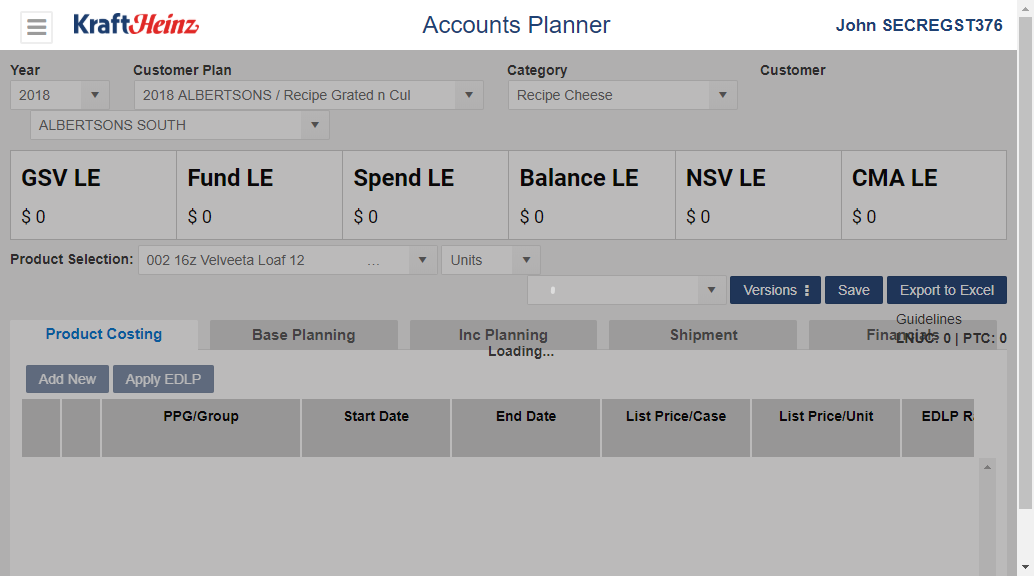 KraftHeinz
Accounts Planner
John SECREGST376
Year
Customer Plan
Category
Customer
2018
2018 ALBERTSONS / Recipe Grated n Cul
Recipe Cheese
ALBERTSONS SOUTH
GSV LE
Fund LE
Spend LE
Balance LE
NSV LE
CMA LE
$ 0
$ 0
$ 0
$ 0
$ 0
$ 0
Product Selection:
002 16z Velveeta Loaf 12 ...
Units
Versions
Save
Export to Excel
Guidelines
LNUC: 0 | PTC: 0
Product Costing
Base Planning
Inc Planning
Shipment
Financials
Loading...
Add New
Apply EDLP
PPG/Group
Start Date
End Date
List Price/Case
List Price/Unit
EDLP R